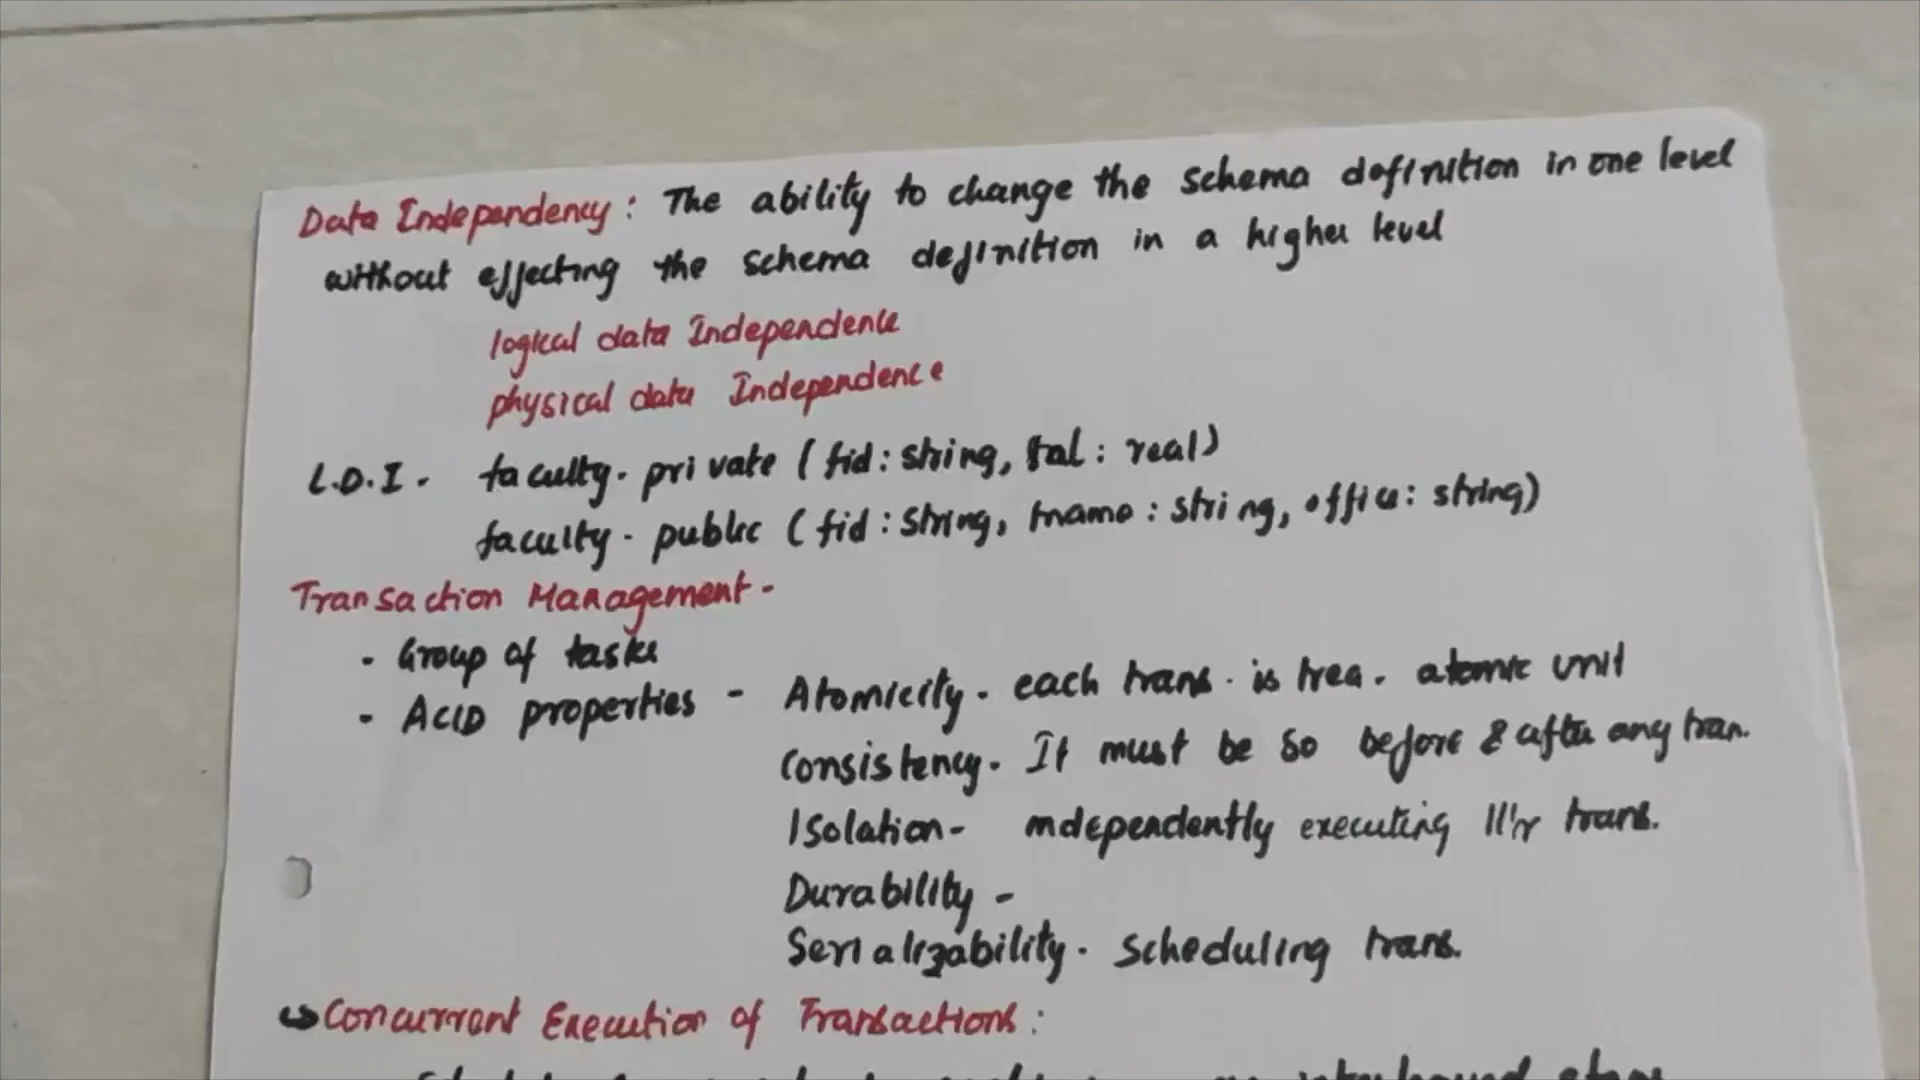 Data Independency: The ability to change the schema definition in one level
without effecting the schema definition in a higher level
logical data Independence
physical data Independence
L.D.I. faculty. private (fid: string, sal: real)
faculty. public (fid: string, fname: string, office: string)
Transaction Management -
- Group of tasks
- ACID properties - Atomicity. each trans. is trea. atomic unit
Consistency. It must be so before & after any tran.
Isolation- independently executing ll'r trans.
Durability -
Serializability. scheduling trans.
↪ Concurrent Execution of Transactions: